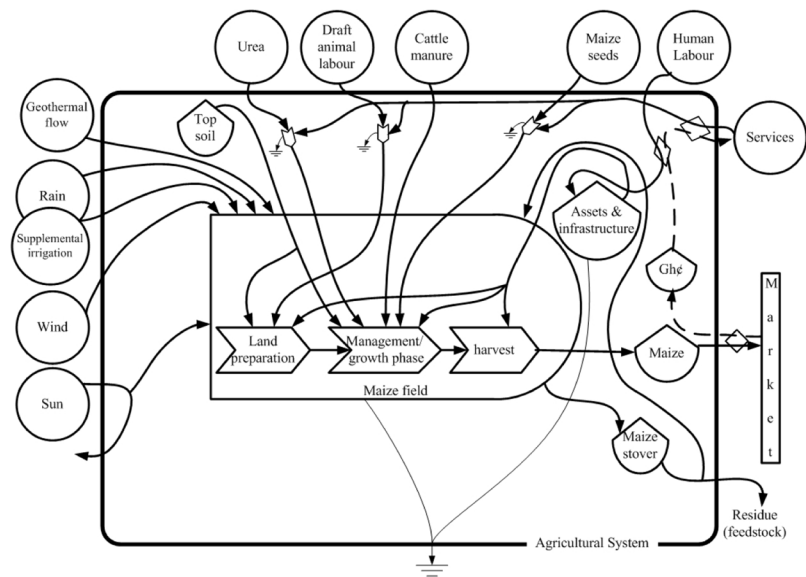 Urea
Draft
animal
labour
Cattle
manure
Maize
seeds
Human
Labour
Geothermal
flow
Top
soil
Services
Rain
Assets &
infrastructure
Supplemental
irrigation
Gh¢
Market
Wind
Land
preparation
Management/
growth phase
harvest
Maize
Maize field
Sun
Maize
stover
Residue
(feedstock)
Agricultural System